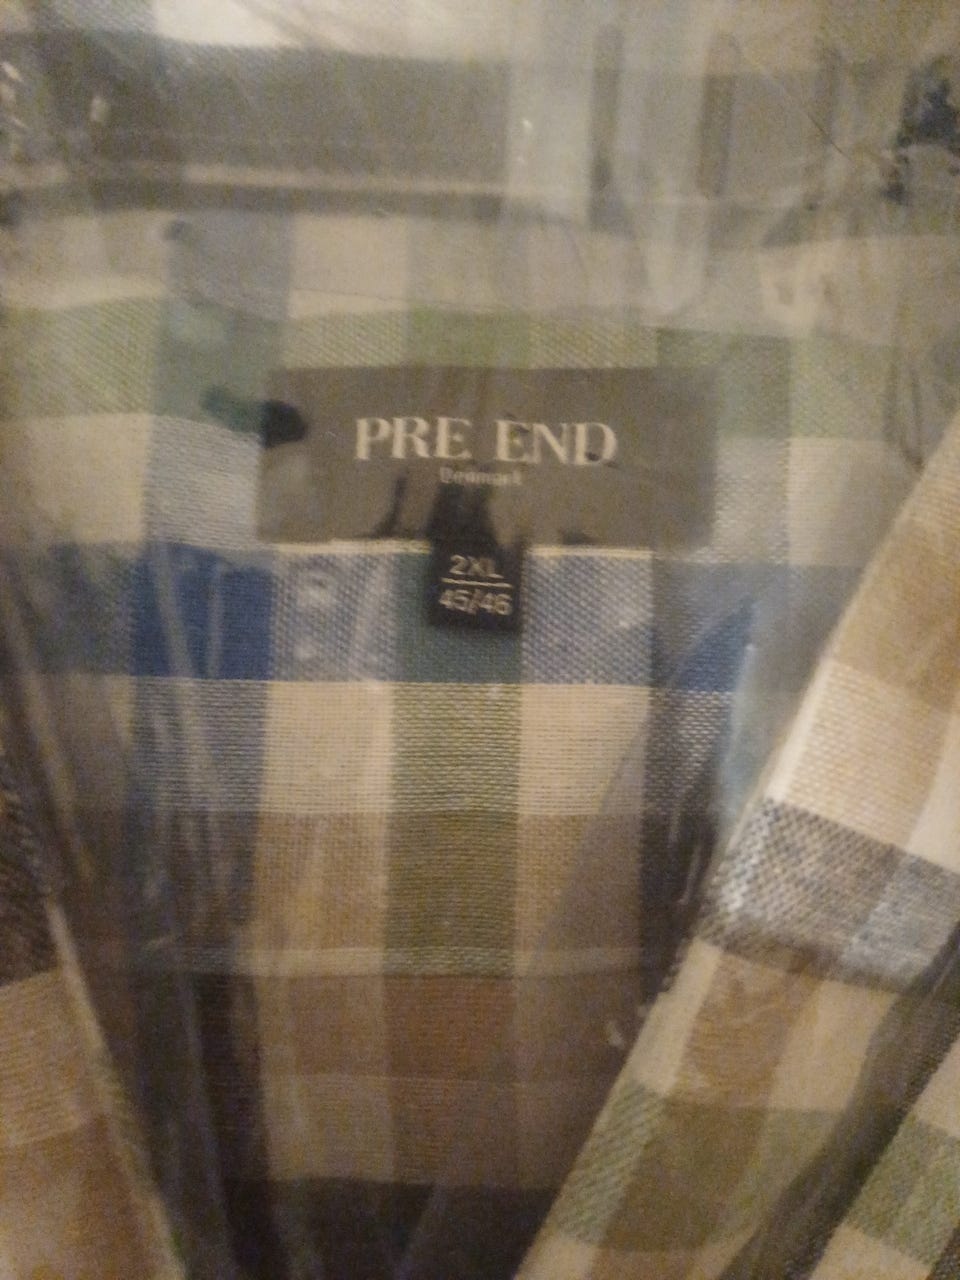 PRE END
Denmark
2XL
45/46